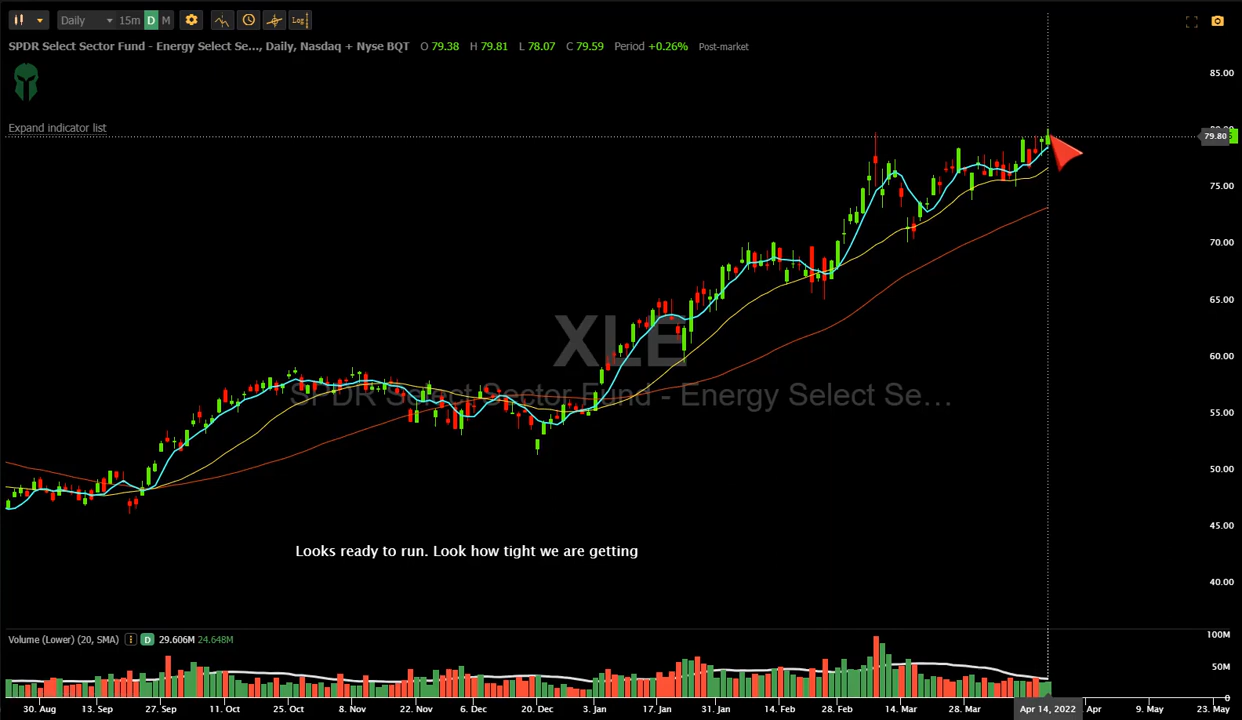 Daily 15m D M Log
SPDR Select Sector Fund - Energy Select Se..., Daily, Nasdaq + Nyse BQT O 79.38 H 79.81 L 78.07 C 79.59 Period +0.26% Post-market
Expand indicator list
85.00
79.80
75.00
70.00
65.00
60.00
55.00
50.00
45.00
40.00
XLE
SPDR Select Sector Fund - Energy Select Se...
Looks ready to run. Look how tight we are getting
Volume (Lower) (20, SMA) D 29.606M 24.648M
100M
50M
0
30. Aug 13. Sep 27. Sep 11. Oct 25. Oct 8. Nov 22. Nov 6. Dec 20. Dec 3. Jan 17. Jan 31. Jan 14. Feb 28. Feb 14. Mar 28. Mar Apr 14, 2022 Apr 9. May 23. May